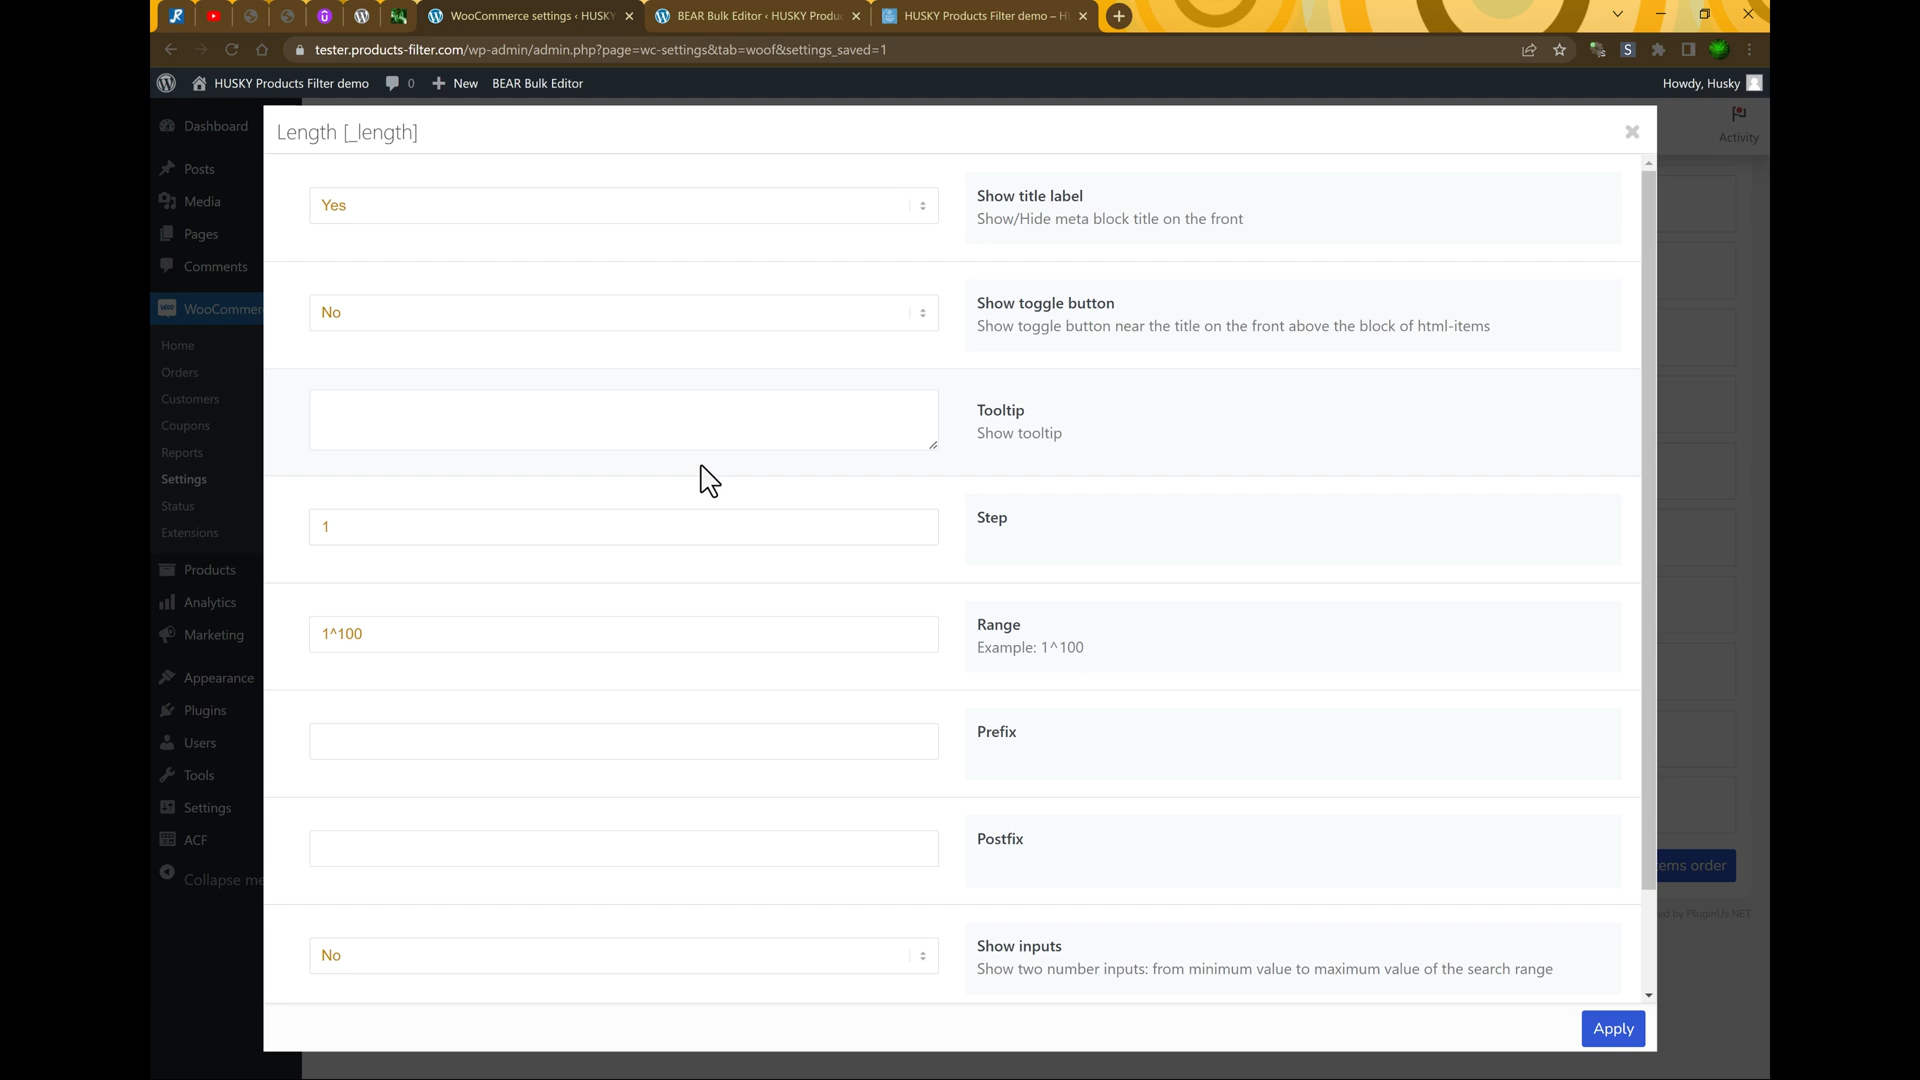 WooCommerce settings ‹ HUSKY
BEAR Bulk Editor ‹ HUSKY Produc
HUSKY Products Filter demo – H
tester.products-filter.com/wp-admin/admin.php?page=wc-settings&tab=woof&settings_saved=1
HUSKY Products Filter demo
0
New
BEAR Bulk Editor
Howdy, Husky
Activity
Dashboard
Posts
Media
Pages
Comments
WooCommer
Home
Orders
Customers
Coupons
Reports
Settings
Status
Extensions
Products
Analytics
Marketing
Appearance
Plugins
Users
Tools
Settings
ACF
Collapse me
Length [_length]
Yes
Show title label
Show/Hide meta block title on the front
No
Show toggle button
Show toggle button near the title on the front above the block of html-items
Tooltip
Show tooltip
1
Step
1^100
Range
Example: 1^100
Prefix
Postfix
No
Show inputs
Show two number inputs: from minimum value to maximum value of the search range
Apply
ems order
ed by PluginUs.NET